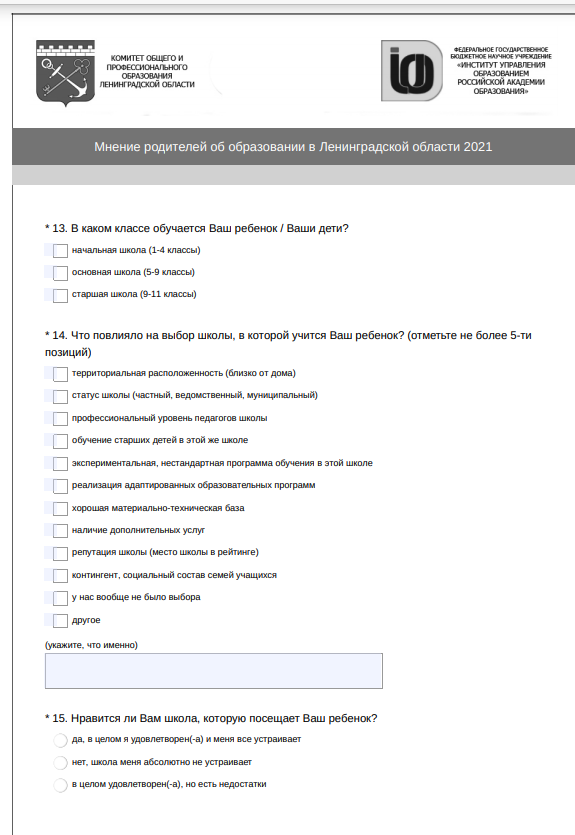 КОМИТЕТ ОБЩЕГО И
ПРОФЕССИОНАЛЬНОГО
ОБРАЗОВАНИЯ
ЛЕНИНГРАДСКОЙ ОБЛАСТИ
ФЕДЕРАЛЬНОЕ ГОСУДАРСТВЕННОЕ
БЮДЖЕТНОЕ НАУЧНОЕ УЧРЕЖДЕНИЕ
«ИНСТИТУТ УПРАВЛЕНИЯ
ОБРАЗОВАНИЕМ
РОССИЙСКОЙ АКАДЕМИИ
ОБРАЗОВАНИЯ»
Мнение родителей об образовании в Ленинградской области 2021
* 13. В каком классе обучается Ваш ребенок / Ваши дети?
начальная школа (1-4 классы)
основная школа (5-9 классы)
старшая школа (9-11 классы)
* 14. Что повлияло на выбор школы, в которой учится Ваш ребенок? (отметьте не более 5-ти
позиций)
территориальная расположенность (близко от дома)
статус школы (частный, ведомственный, муниципальный)
профессиональный уровень педагогов школы
обучение старших детей в этой же школе
экспериментальная, нестандартная программа обучения в этой школе
реализация адаптированных образовательных программ
хорошая материально-техническая база
наличие дополнительных услуг
репутация школы (место школы в рейтинге)
контингент, социальный состав семей учащихся
у нас вообще не было выбора
другое
(укажите, что именно)
* 15. Нравится ли Вам школа, которую посещает Ваш ребенок?
да, в целом я удовлетворен(-а) и меня все устраивает
нет, школа меня абсолютно не устраивает
в целом удовлетворен(-а), но есть недостатки